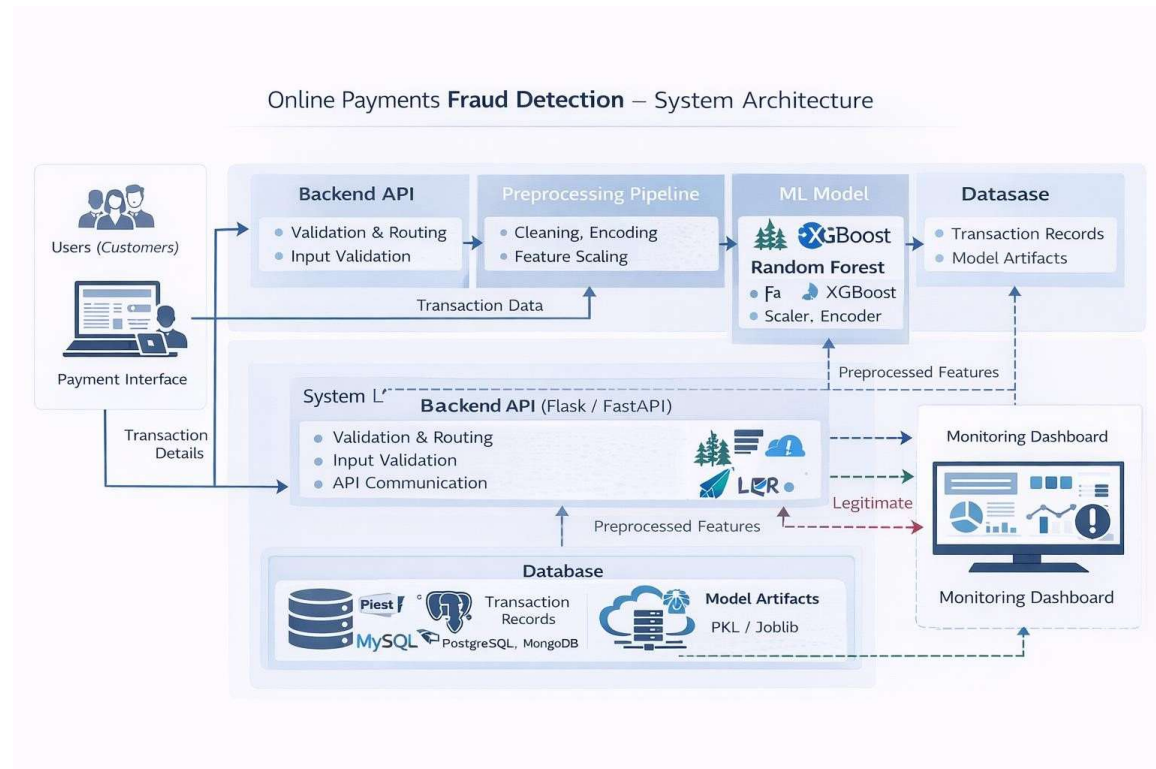 Online Payments Fraud Detection – System Architecture
Users (Customers)
Payment Interface
Transaction
Details
Backend API
Validation & Routing
Input Validation
Preprocessing Pipeline
Cleaning, Encoding
Feature Scaling
ML Model
XGBoost
Random Forest
Fa XGBoost
Scaler, Encoder
Datasase
Transaction Records
Model Artifacts
Transaction Data
Preprocessed Features
System L
Backend API (Flask / FastAPI)
Validation & Routing
Input Validation
API Communication
Legitimate
Preprocessed Features
Monitoring Dashboard
Monitoring Dashboard
Database
Piest
MySQL
Transaction
Records
PostgreSQL, MongoDB
Model Artifacts
PKL / Joblib